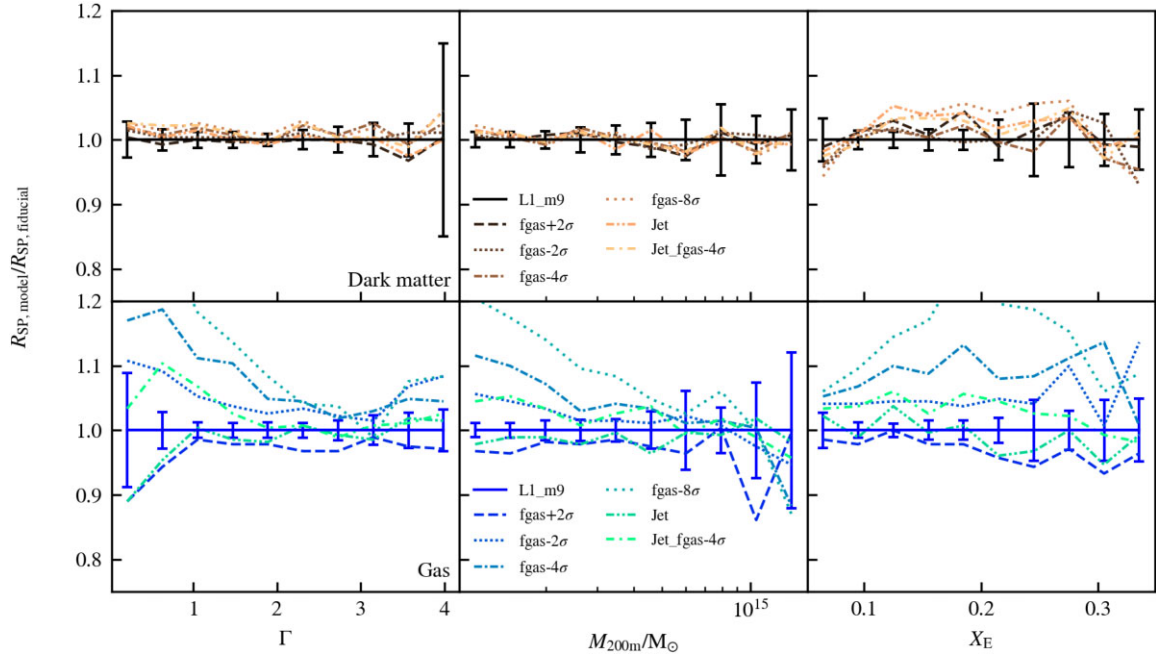 R_SP, model/R_SP, fiducial
1.2
1.1
1.0
0.9
0.8
Dark matter
L1_m9
fgas+2σ
fgas-2σ
fgas-4σ
fgas-8σ
Jet
Jet_fgas-4σ
1.2
1.1
1.0
0.9
0.8
Gas
L1_m9
fgas+2σ
fgas-2σ
fgas-4σ
fgas-8σ
Jet
Jet_fgas-4σ
1 2 3 4
10^15
0.1 0.2 0.3
Γ
M_200m/M_⊙
X_E